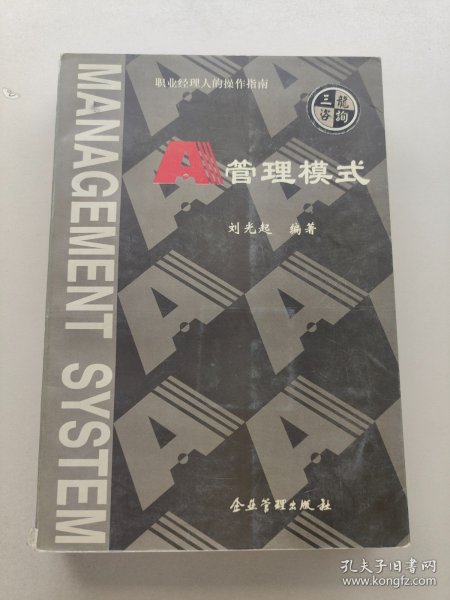 职业经理人的操作指南
三龍
咨詢
A管理模式
刘光起 编著
MANAGEMENT SYSTEM
企业管理出版社
孔夫子旧书网
www.kongfz.com